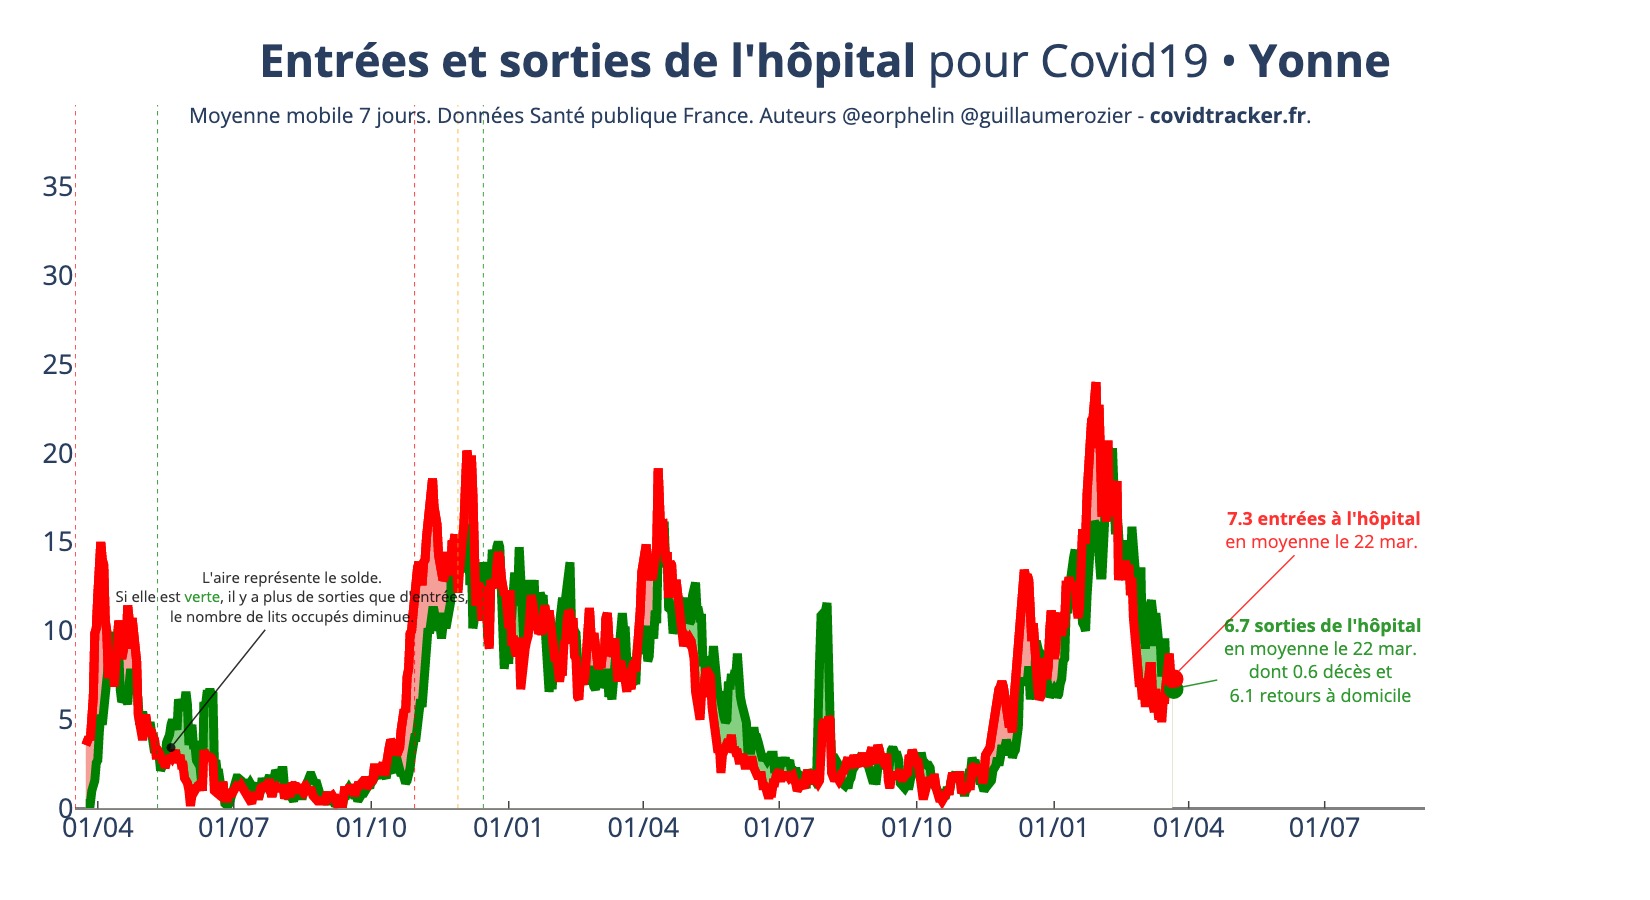 Entrées et sorties de l'hôpital pour Covid19 • Yonne
Moyenne mobile 7 jours. Données Santé publique France. Auteurs @eorphelin @guillaumerozier - covidtracker.fr.
35
30
25
20
15
10
5
0
L'aire représente le solde.
Si elle est verte, il y a plus de sorties que d'entrées,
le nombre de lits occupés diminue.
7.3 entrées à l'hôpital
en moyenne le 22 mar.
6.7 sorties de l'hôpital
en moyenne le 22 mar.
dont 0.6 décès et
6.1 retours à domicile
01/04 01/07 01/10 01/01 01/04 01/07 01/10 01/01 01/04 01/07